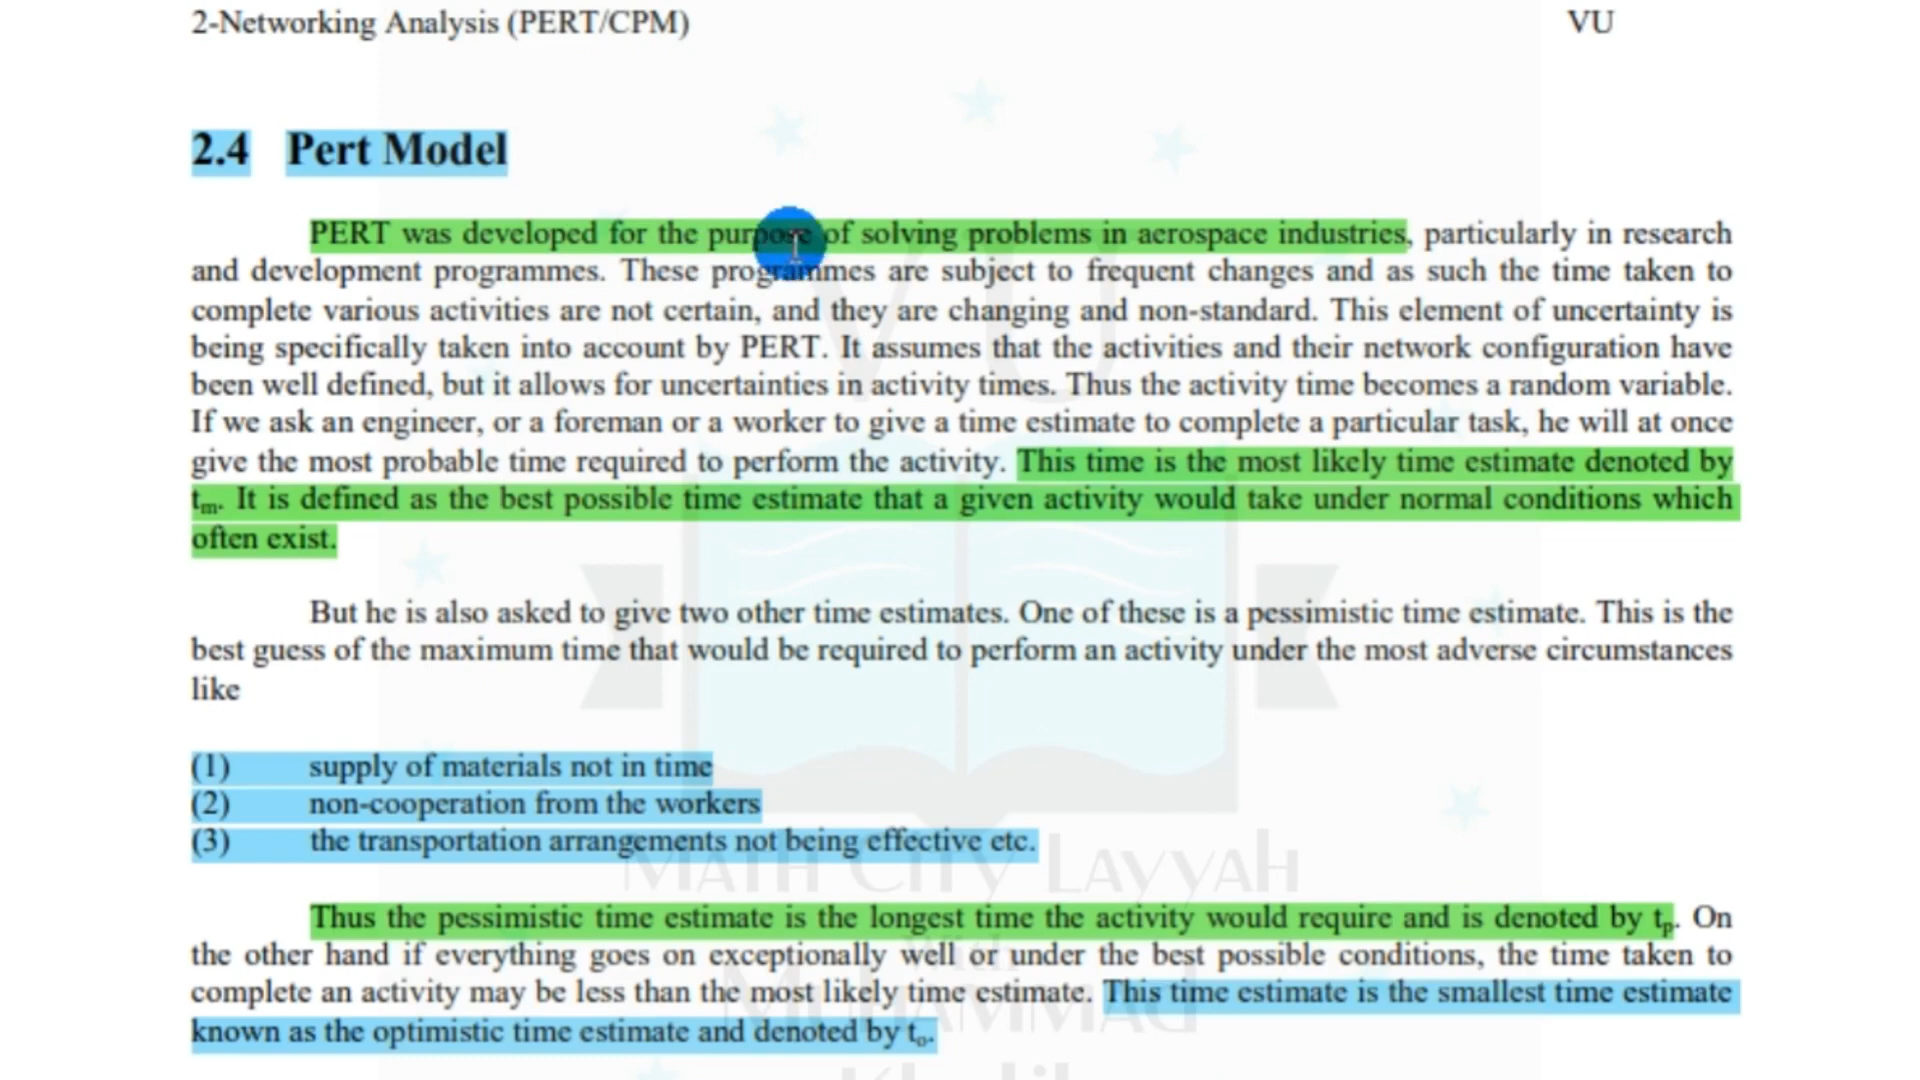 2-Networking Analysis (PERT/CPM) VU
2.4 Pert Model
PERT was developed for the purpose of solving problems in aerospace industries, particularly in research
and development programmes. These programmes are subject to frequent changes and as such the time taken to
complete various activities are not certain, and they are changing and non-standard. This element of uncertainty is
being specifically taken into account by PERT. It assumes that the activities and their network configuration have
been well defined, but it allows for uncertainties in activity times. Thus the activity time becomes a random variable.
If we ask an engineer, or a foreman or a worker to give a time estimate to complete a particular task, he will at once
give the most probable time required to perform the activity. This time is the most likely time estimate denoted by
tm. It is defined as the best possible time estimate that a given activity would take under normal conditions which
often exist.
But he is also asked to give two other time estimates. One of these is a pessimistic time estimate. This is the
best guess of the maximum time that would be required to perform an activity under the most adverse circumstances
like
(1) supply of materials not in time
(2) non-cooperation from the workers
(3) the transportation arrangements not being effective etc.
Thus the pessimistic time estimate is the longest time the activity would require and is denoted by tp. On
the other hand if everything goes on exceptionally well or under the best possible conditions, the time taken to
complete an activity may be less than the most likely time estimate. This time estimate is the smallest time estimate
known as the optimistic time estimate and denoted by to.
VU
Math City Layyah
With
Muhammad